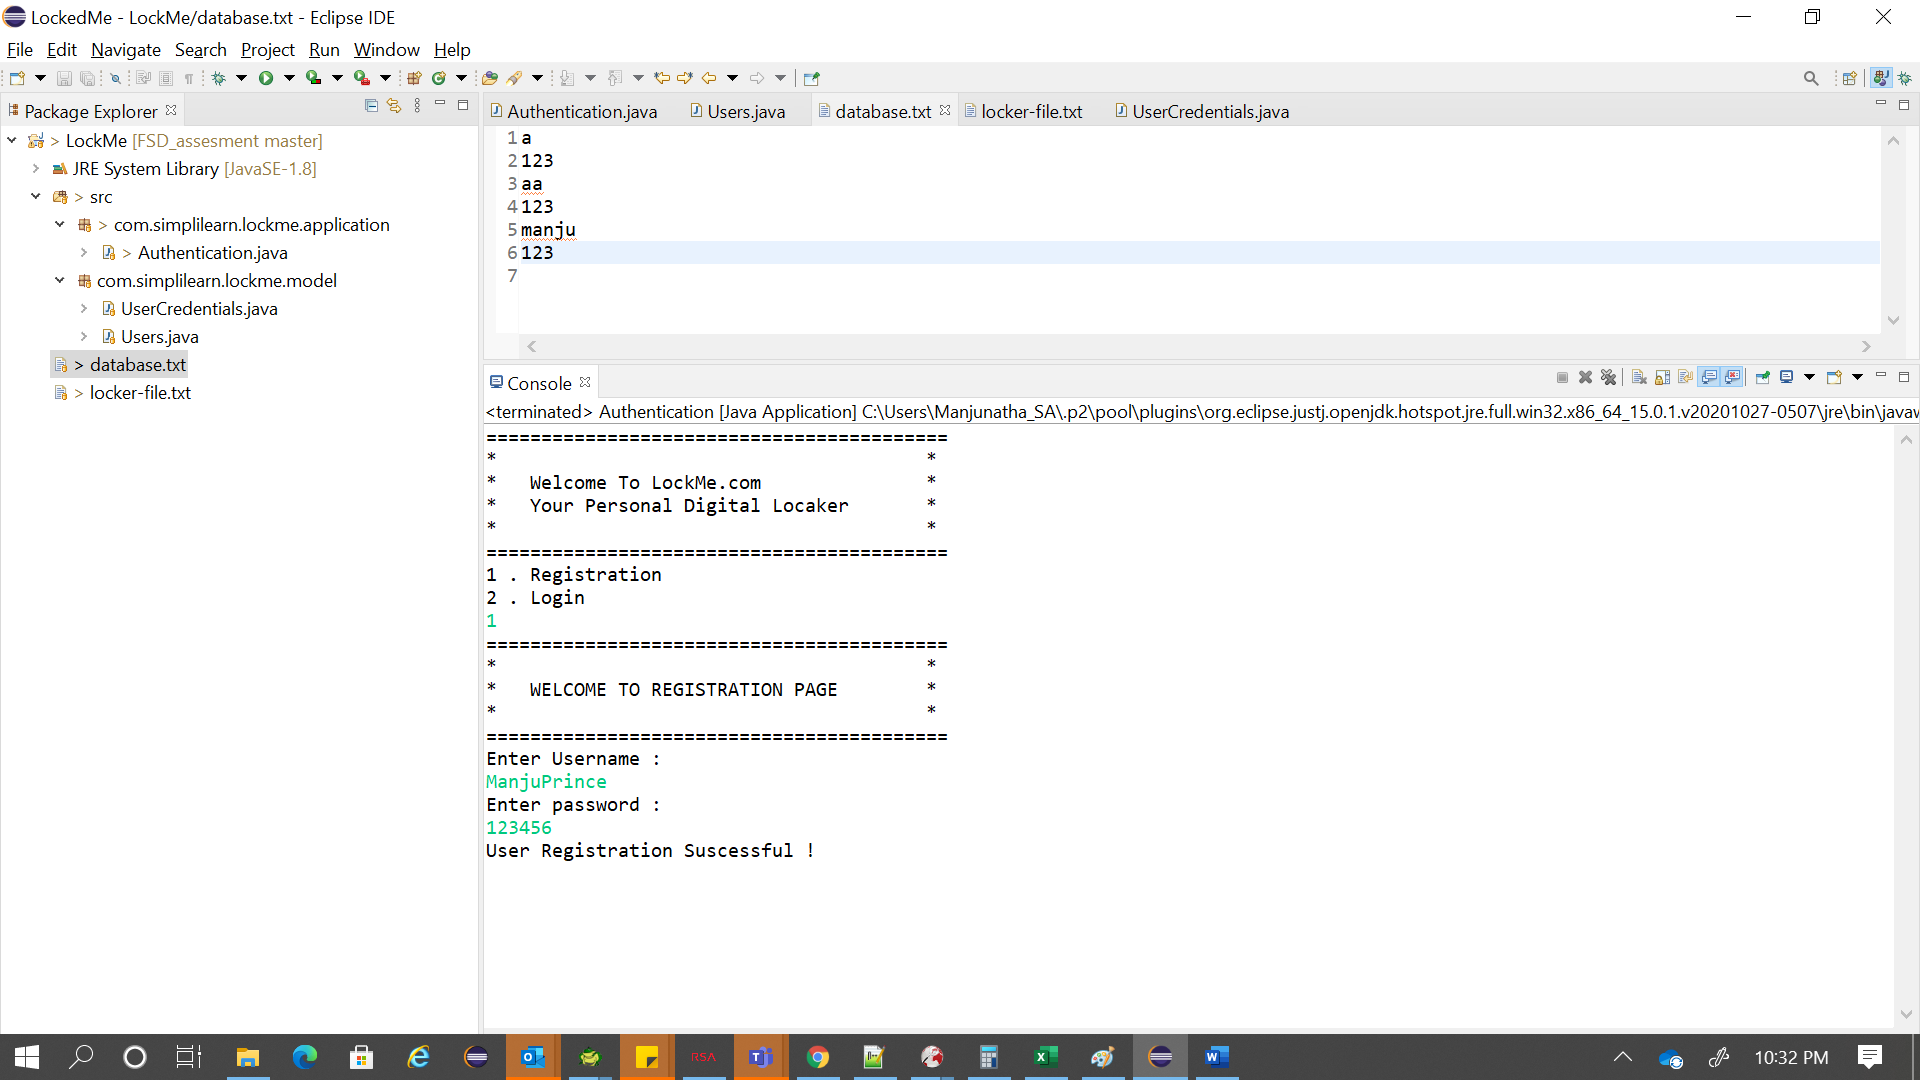 LockedMe - LockMe/database.txt - Eclipse IDE
File Edit Navigate Search Project Run Window Help
Package Explorer
> LockMe [FSD_assesment master]
JRE System Library [JavaSE-1.8]
> src
> com.simplilearn.lockme.application
> Authentication.java
com.simplilearn.lockme.model
UserCredentials.java
Users.java
> database.txt
> locker-file.txt
Authentication.java Users.java database.txt locker-file.txt UserCredentials.java
1 a
2 123
3 aa
4 123
5 manju
6 123
7
Console
<terminated> Authentication [Java Application] C:\Users\Manjunatha_SA\.p2\pool\plugins\org.eclipse.justj.openjdk.hotspot.jre.full.win32.x86_64_15.0.1.v20201027-0507\jre\bin\javaw
==========================================
* *
* Welcome To LockMe.com *
* Your Personal Digital Locaker *
* *
==========================================
1 . Registration
2 . Login
1
==========================================
* *
* WELCOME TO REGISTRATION PAGE *
* *
==========================================
Enter Username :
ManjuPrince
Enter password :
123456
User Registration Suscessful !
RSA
10:32 PM